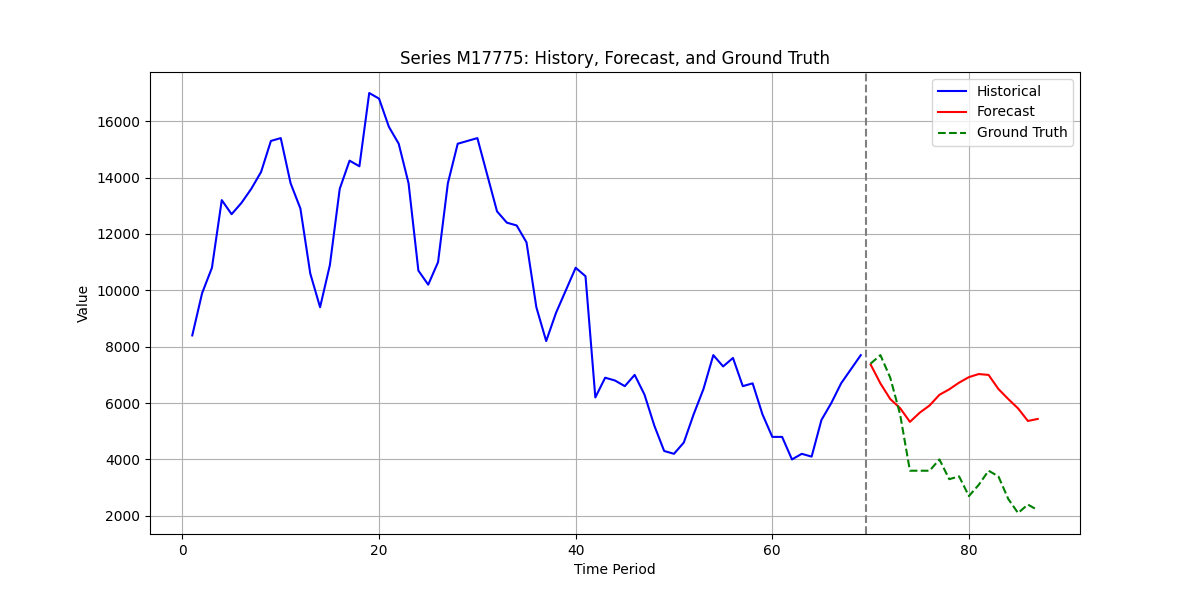 Series M17775: History, Forecast, and Ground Truth
Historical
Forecast
Ground Truth
16000
14000
12000
10000
8000
6000
4000
2000
Value
0
20
40
60
80
Time Period